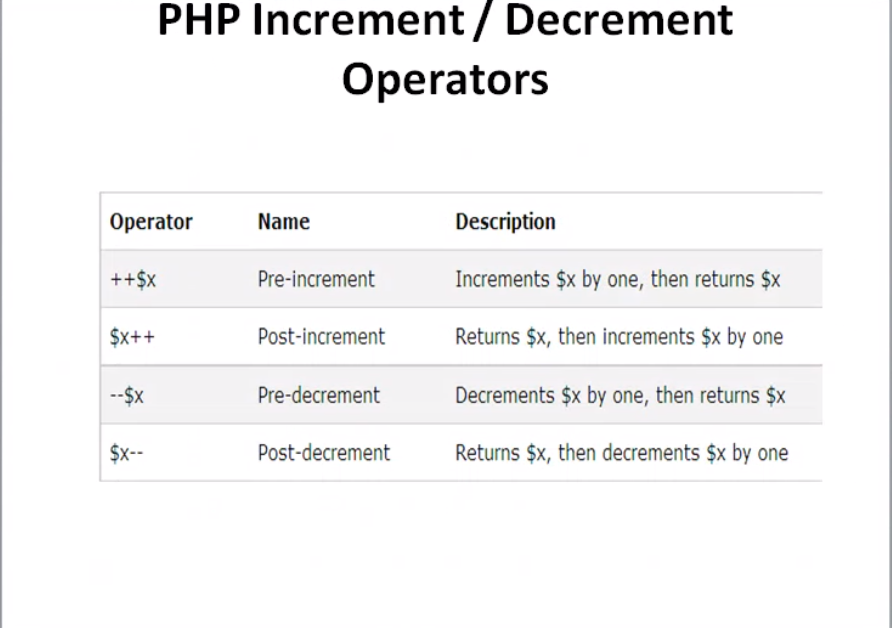 PHP Increment / Decrement
Operators
Operator Name Description
++$x Pre-increment Increments $x by one, then returns $x
$x++ Post-increment Returns $x, then increments $x by one
--$x Pre-decrement Decrements $x by one, then returns $x
$x-- Post-decrement Returns $x, then decrements $x by one